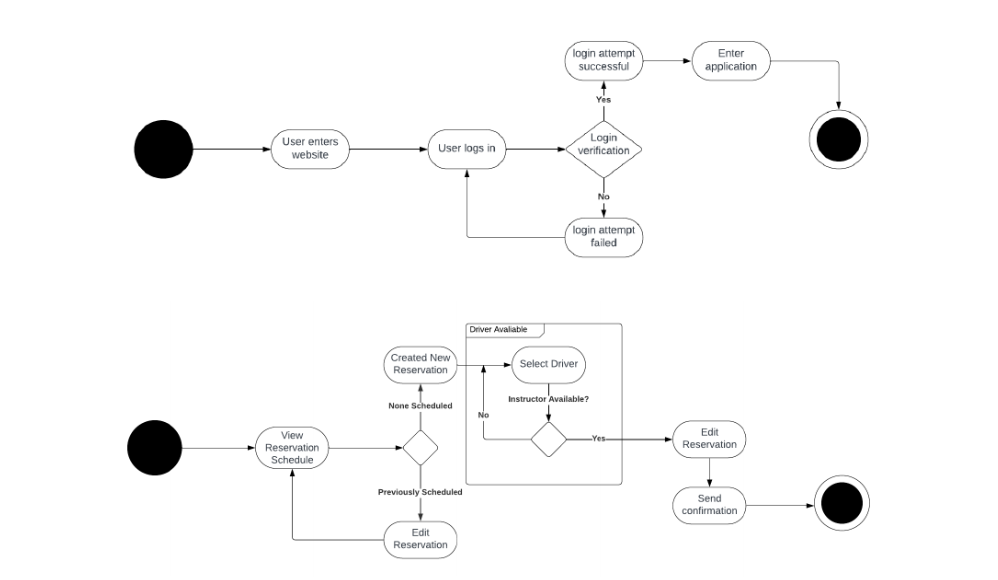 login attempt
successful
Enter
application
Yes
User enters
website
User logs in
Login
verification
No
login attempt
failed
Driver Avaliable
Created New
Reservation
Select Driver
None Scheduled
Instructor Available?
No
View
Reservation
Schedule
Yes
Edit
Reservation
Previously Scheduled
Send
confirmation
Edit
Reservation